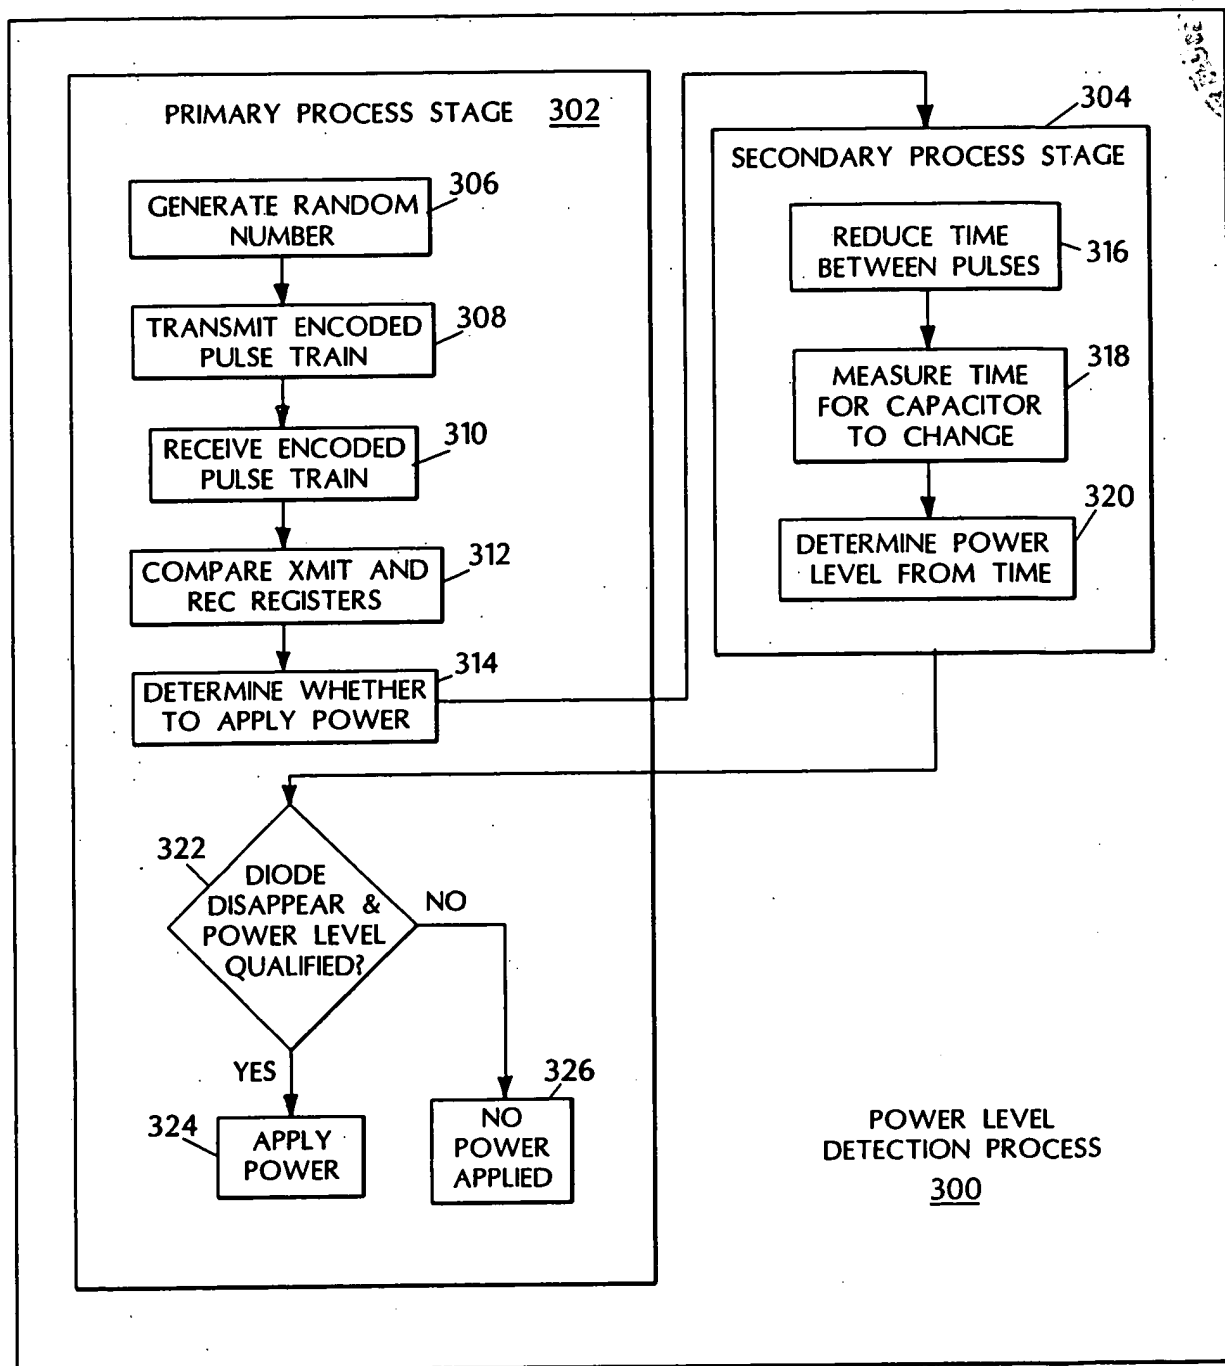 PRIMARY PROCESS STAGE 302
306
GENERATE RANDOM
NUMBER
308
TRANSMIT ENCODED
PULSE TRAIN
310
RECEIVE ENCODED
PULSE TRAIN
312
COMPARE XMIT AND
REC REGISTERS
314
DETERMINE WHETHER
TO APPLY POWER
304
SECONDARY PROCESS STAGE
REDUCE TIME
BETWEEN PULSES
316
318
MEASURE TIME
FOR CAPACITOR
TO CHANGE
320
DETERMINE POWER
LEVEL FROM TIME
322
DIODE
DISAPPEAR &
POWER LEVEL
QUALIFIED?
NO
YES
324
APPLY
POWER
326
NO
POWER
APPLIED
POWER LEVEL
DETECTION PROCESS
300